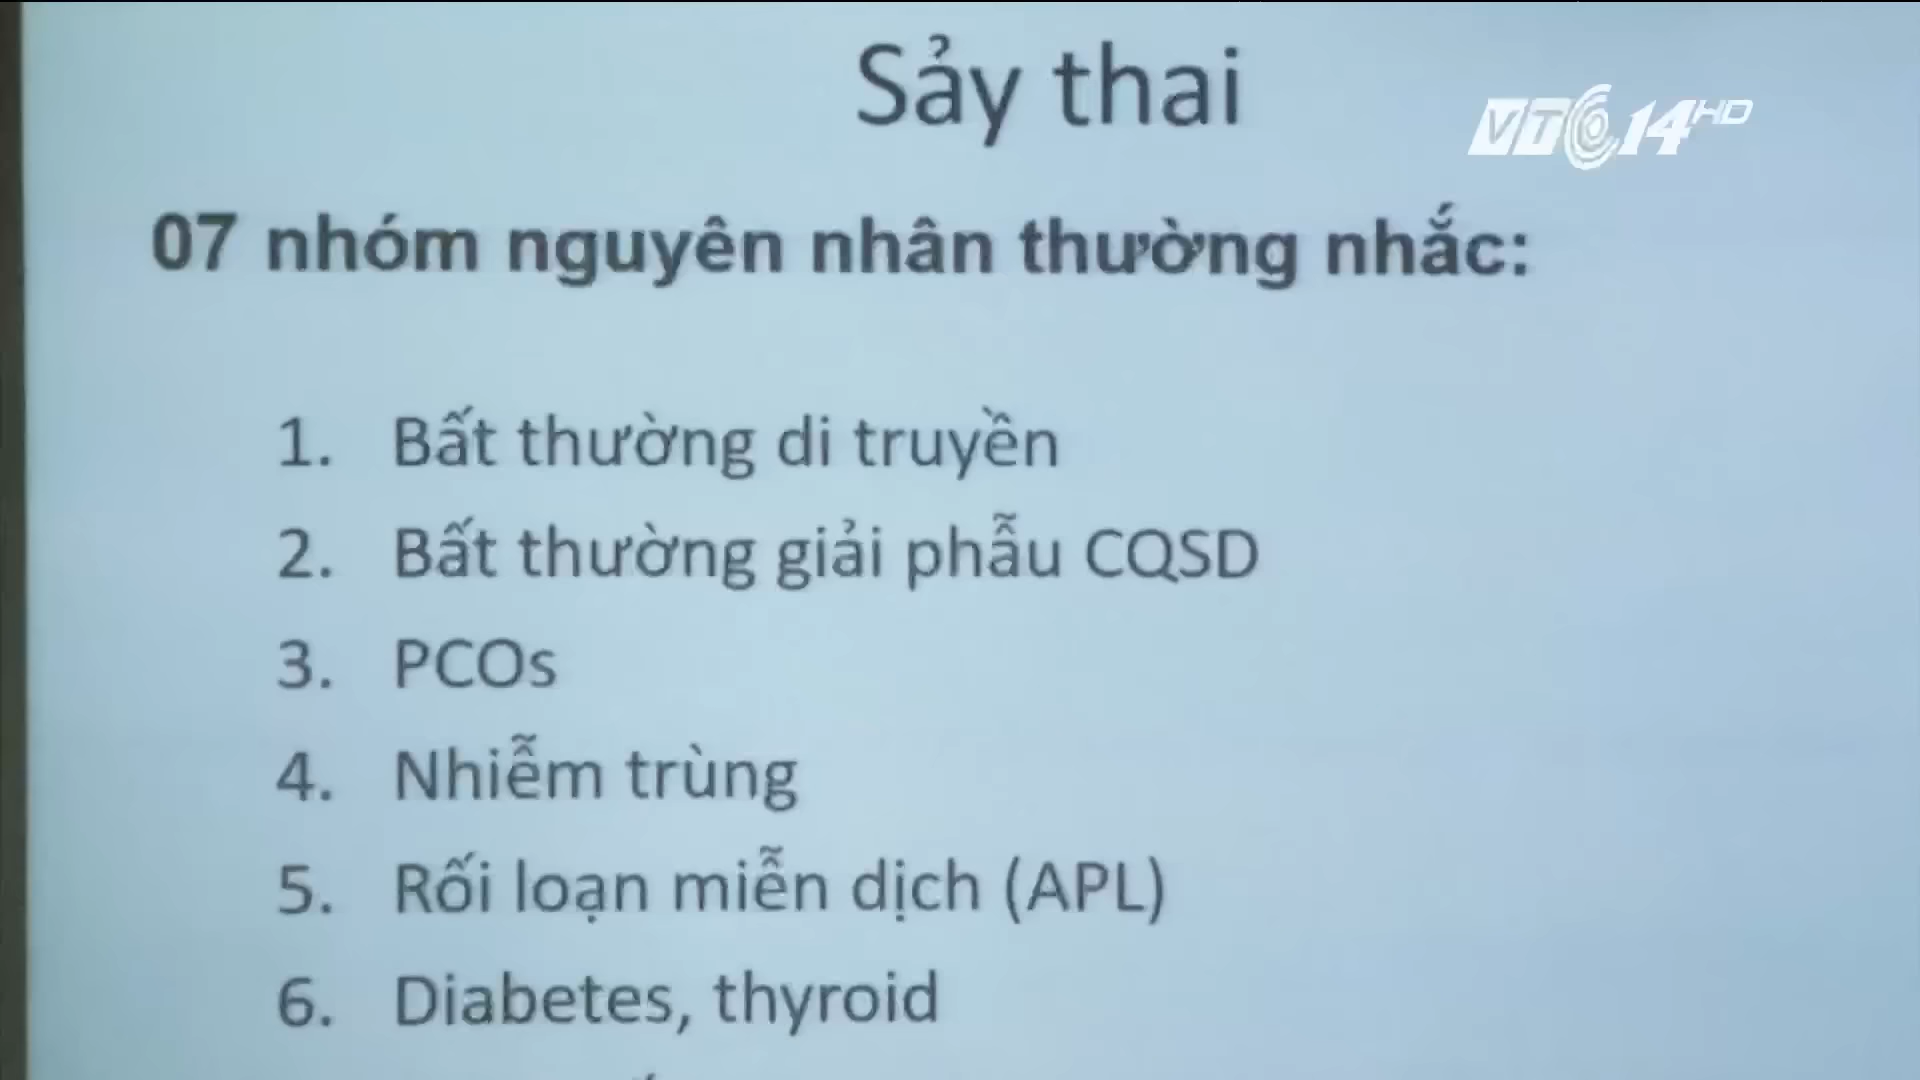 Sảy thai
VTC14 HD
07 nhóm nguyên nhân thường nhắc:
1. Bất thường di truyền
2. Bất thường giải phẫu CQSD
3. PCOs
4. Nhiễm trùng
5. Rối loạn miễn dịch (APL)
6. Diabetes, thyroid